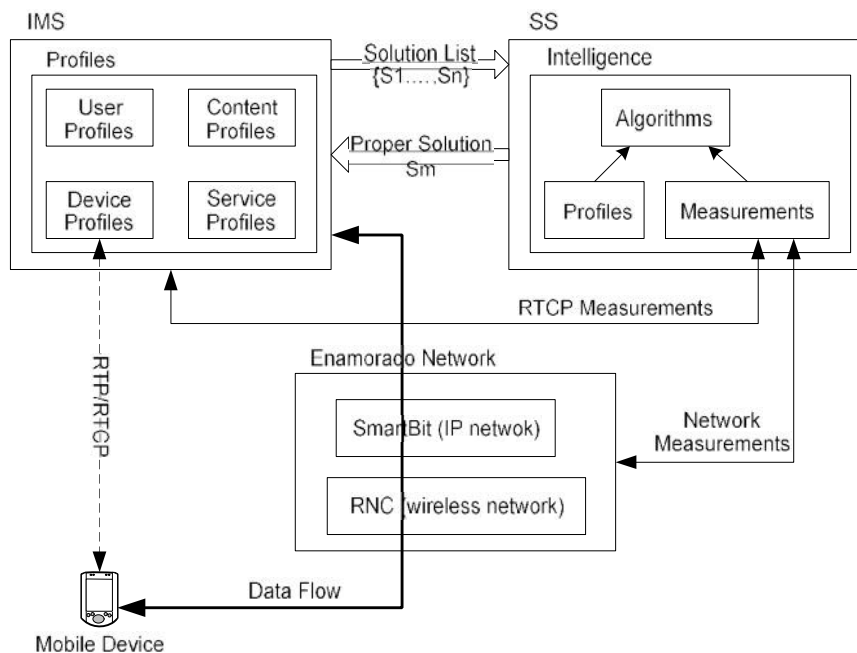 IMS
SS
Profiles
User
Profiles
Content
Profiles
Device
Profiles
Service
Profiles
Solution List
{S1.....Sn}
Proper Solution
Sm
Intelligence
Algorithms
Profiles
Measurements
RTCP Measurements
RTP/RTCP
Enamorado Network
SmartBit (IP netwok)
RNC (wireless network)
Network
Measurements
Data Flow
Mobile Device